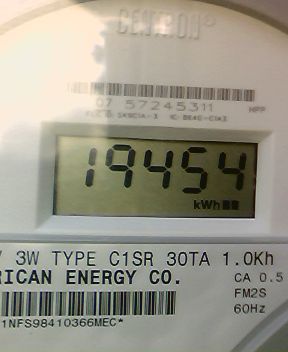 CENTRON®
07 57245311 HPP
19454
kWh
V 3W TYPE C1SR 30TA 1.0Kh
RICAN ENERGY CO. CA 0.5
FM2S
1NFS98410366MEC* 60Hz